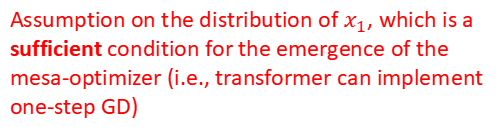 Assumption on the distribution of x₁, which is a
sufficient condition for the emergence of the
mesa-optimizer (i.e., transformer can implement
one-step GD)